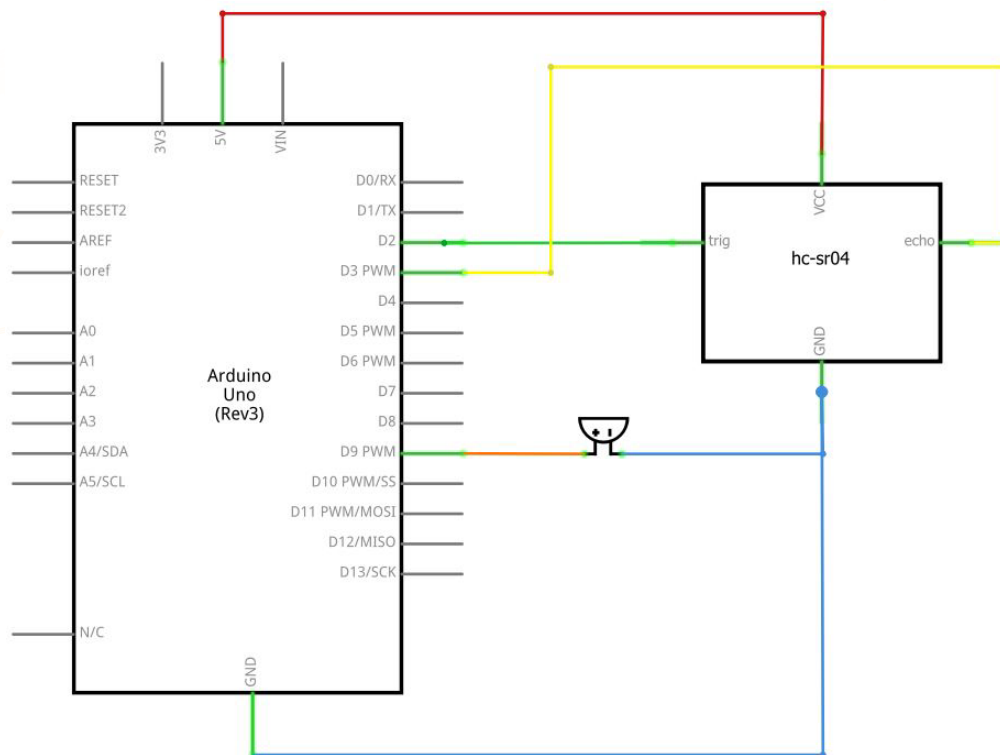 3V3
5V
VIN
RESET
RESET2
AREF
ioref
A0
A1
A2
A3
A4/SDA
A5/SCL
N/C
Arduino
Uno
(Rev3)
D0/RX
D1/TX
D2
D3 PWM
D4
D5 PWM
D6 PWM
D7
D8
D9 PWM
D10 PWM/SS
D11 PWM/MOSI
D12/MISO
D13/SCK
GND
+ -
VCC
trig
echo
hc-sr04
GND